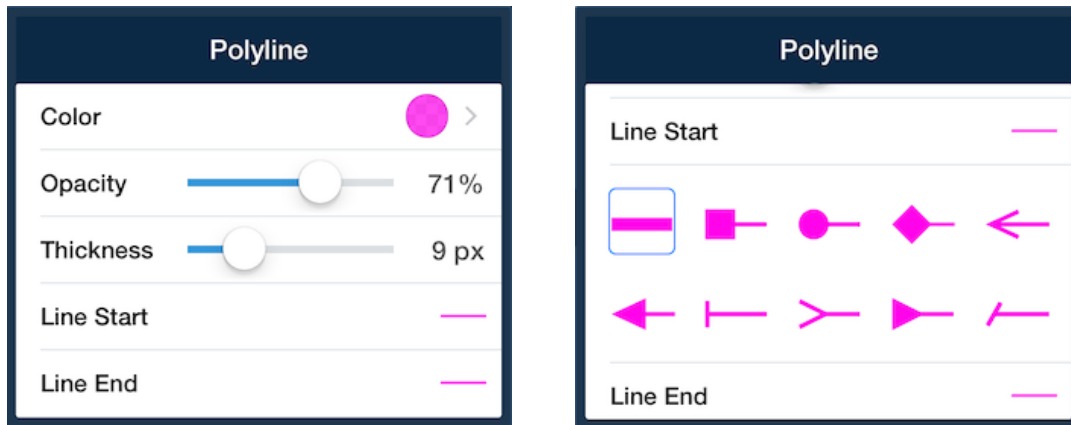 Polyline
Color
Opacity 71%
Thickness 9 px
Line Start
Line End
Polyline
Line Start
Line End